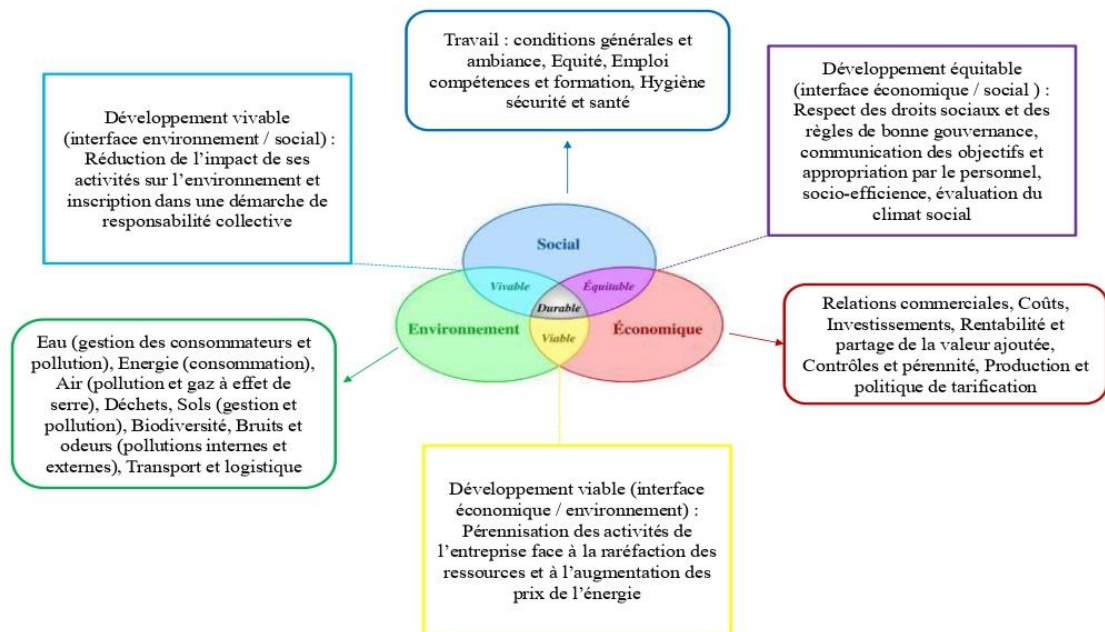 Travail : conditions générales et
ambiance, Equité, Emploi
compétences et formation, Hygiène
sécurité et santé
Développement vivable
(interface environnement / social) :
Réduction de l’impact de ses
activités sur l’environnement et
inscription dans une démarche de
responsabilité collective
Développement équitable
(interface économique / social ) :
Respect des droits sociaux et des
règles de bonne gouvernance,
communication des objectifs et
appropriation par le personnel,
socio-efficience, évaluation du
climat social
Social
Vivable
Équitable
Durable
Environnement
Économique
Viable
Eau (gestion des consommateurs et
pollution), Energie (consommation),
Air (pollution et gaz à effet de
serre), Déchets, Sols (gestion et
pollution), Biodiversité, Bruits et
odeurs (pollutions internes et
externes), Transport et logistique
Relations commerciales, Coûts,
Investissements, Rentabilité et
partage de la valeur ajoutée,
Contrôles et pérennité, Production et
politique de tarification
Développement viable (interface
économique / environnement) :
Pérennisation des activités de
l’entreprise face à la raréfaction des
ressources et à l’augmentation des
prix de l’énergie